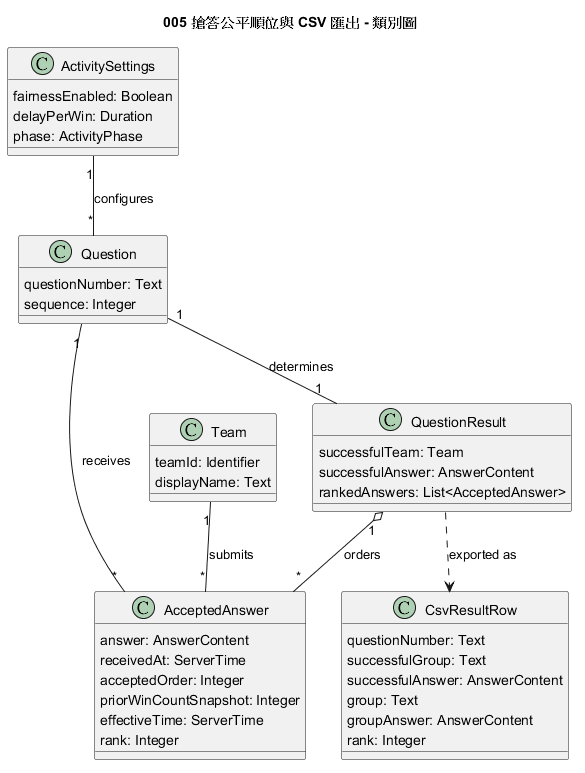 005 搶答公平順位與 CSV 匯出 - 類別圖
C ActivitySettings
fairnessEnabled: Boolean
delayPerWin: Duration
phase: ActivityPhase
1
configures
*
C Question
questionNumber: Text
sequence: Integer
1
1
determines
1
receives
C Team
teamId: Identifier
displayName: Text
C QuestionResult
successfulTeam: Team
successfulAnswer: AnswerContent
rankedAnswers: List<AcceptedAnswer>
1
submits
1
orders
exported as
*
*
*
C AcceptedAnswer
answer: AnswerContent
receivedAt: ServerTime
acceptedOrder: Integer
priorWinCountSnapshot: Integer
effectiveTime: ServerTime
rank: Integer
C CsvResultRow
questionNumber: Text
successfulGroup: Text
successfulAnswer: AnswerContent
group: Text
groupAnswer: AnswerContent
rank: Integer